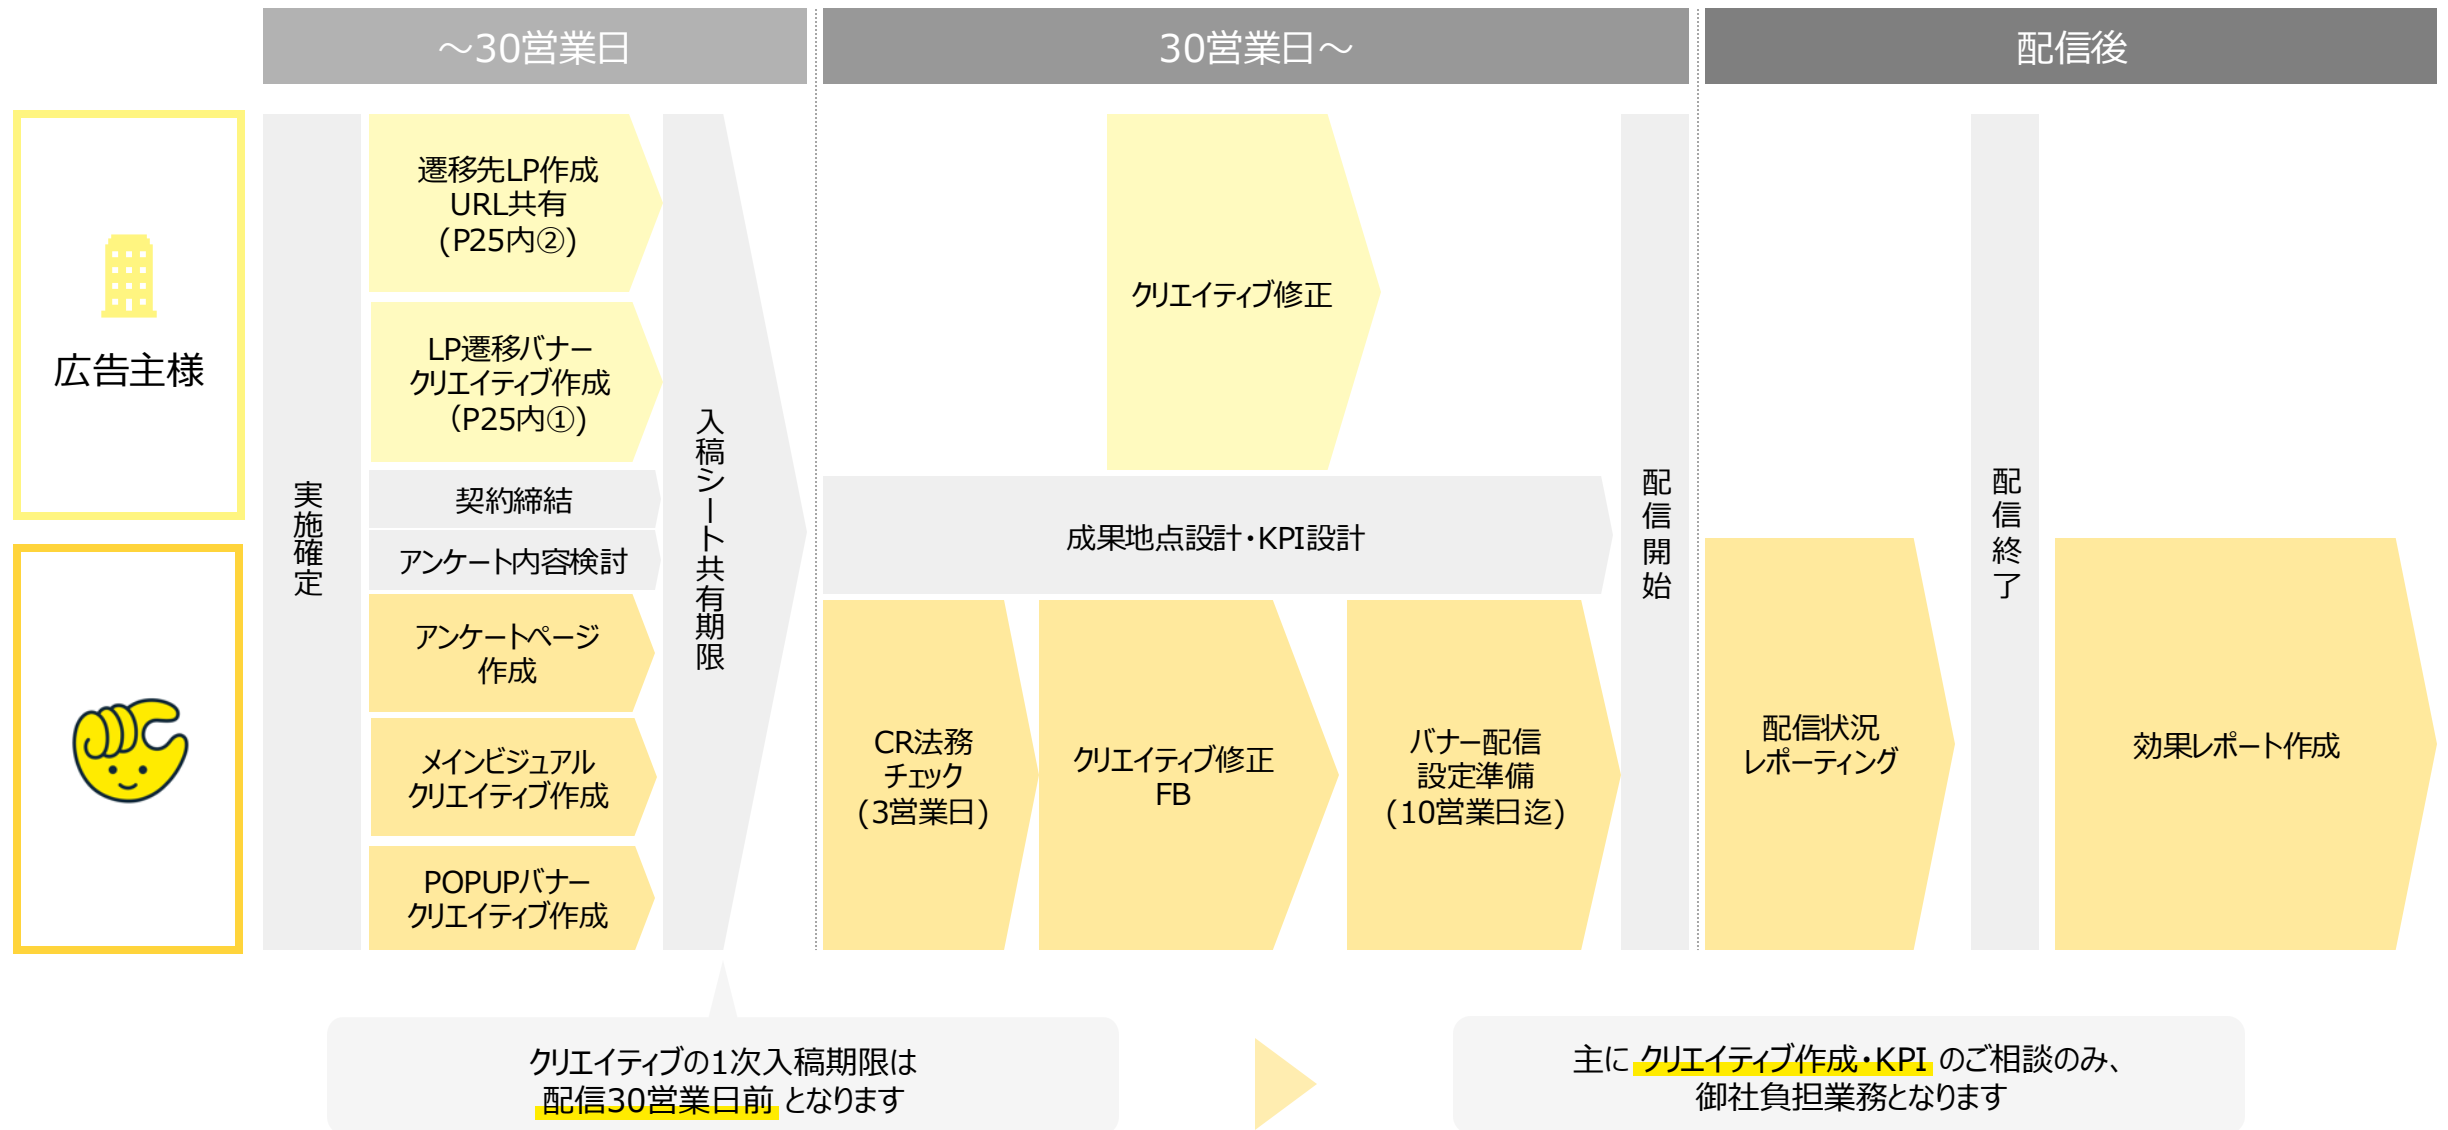 ～30営業日
30営業日～
配信後
広告主様
実施確定
遷移先LP作成
URL共有
(P25内②)
LP遷移バナー
クリエイティブ作成
（P25内①)
契約締結
アンケート内容検討
アンケートページ
作成
メインビジュアル
クリエイティブ作成
POPUPバナー
クリエイティブ作成
入稿シート共有期限
クリエイティブ修正
成果地点設計・KPI設計
CR法務
チェック
(3営業日)
クリエイティブ修正
FB
バナー配信
設定準備
(10営業日迄)
配信開始
配信状況
レポーティング
配信終了
効果レポート作成
クリエイティブの1次入稿期限は
配信30営業日前 となります
主に クリエイティブ作成・KPI のご相談のみ、
御社負担業務となります